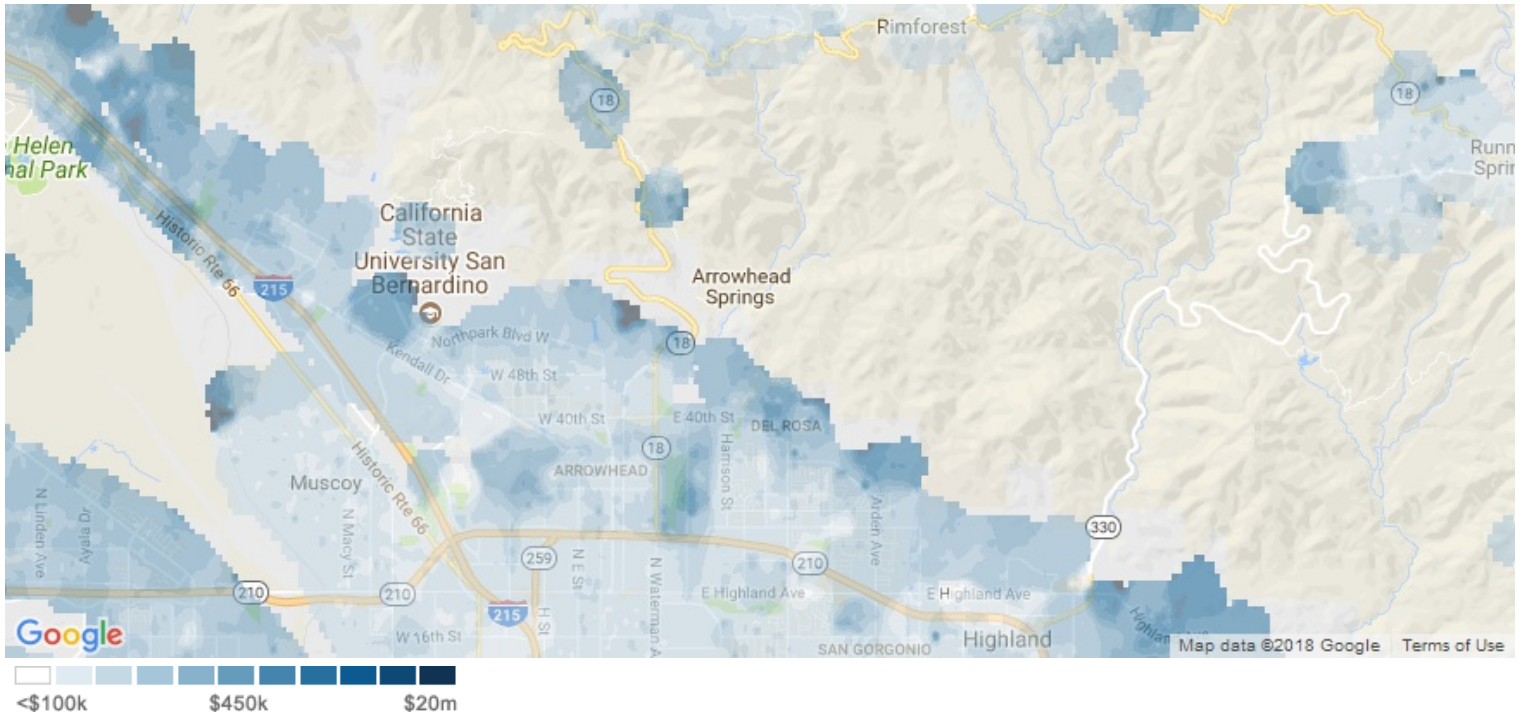 Rimforest
18
18
Helen
nal Park
Runn
Sprin
California
State
University San
Bernardino
Historic Rte 66
215
Arrowhead
Springs
18
Northpark Blvd W
Kendall Dr
W 48th St
W 40th St
E 40th St
DEL ROSA
18
Harrison St
ARROWHEAD
Muscoy
Historic Rte 66
N Linden Ave
Ayala Dr
N Macy St
Arden Ave
330
259
N E St
N Waterman A
210
210
210
E Highland Ave
E Highland Ave
215
H St
W 16th St
SAN GORGONIO
Highland
Google
Map data ©2018 Google
Terms of Use
<$100k
$450k
$20m